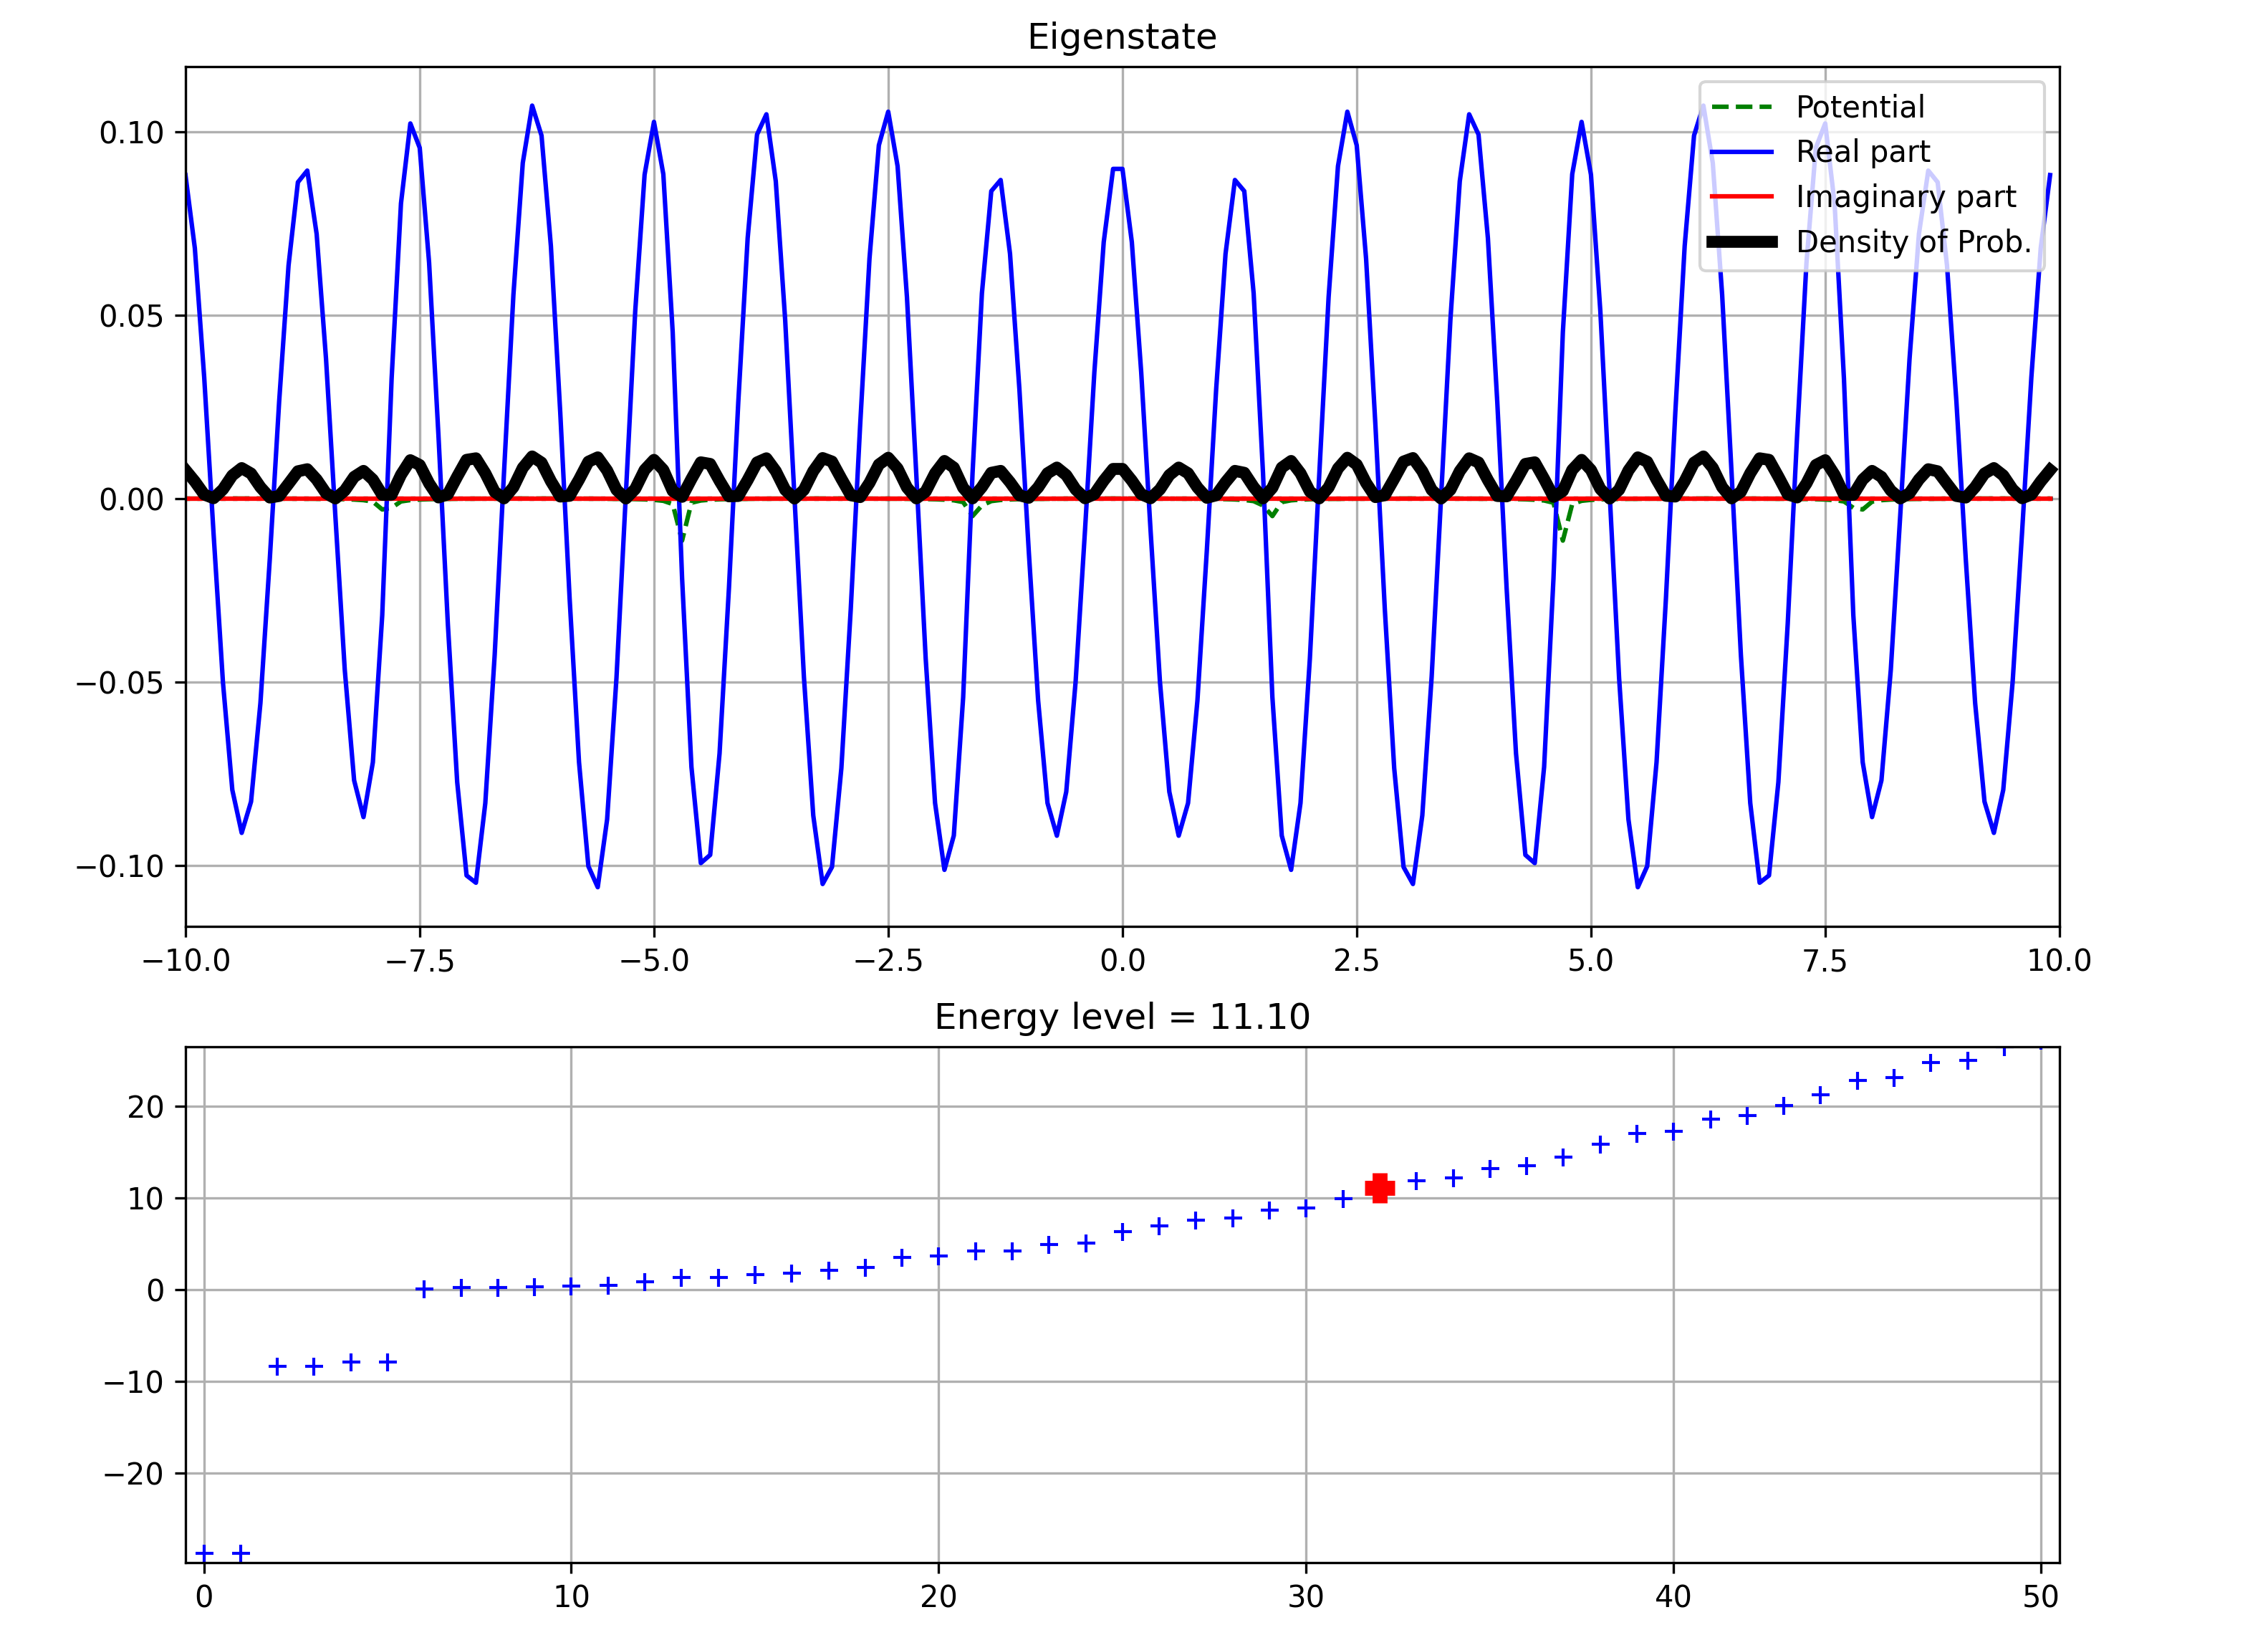 Eigenstate
Potential
Real part
Imaginary part
Density of Prob.
0.10
0.05
0.00
−0.05
−0.10
−10.0 −7.5 −5.0 −2.5 0.0 2.5 5.0 7.5 10.0
Energy level = 11.10
20
10
0
−10
−20
0 10 20 30 40 50